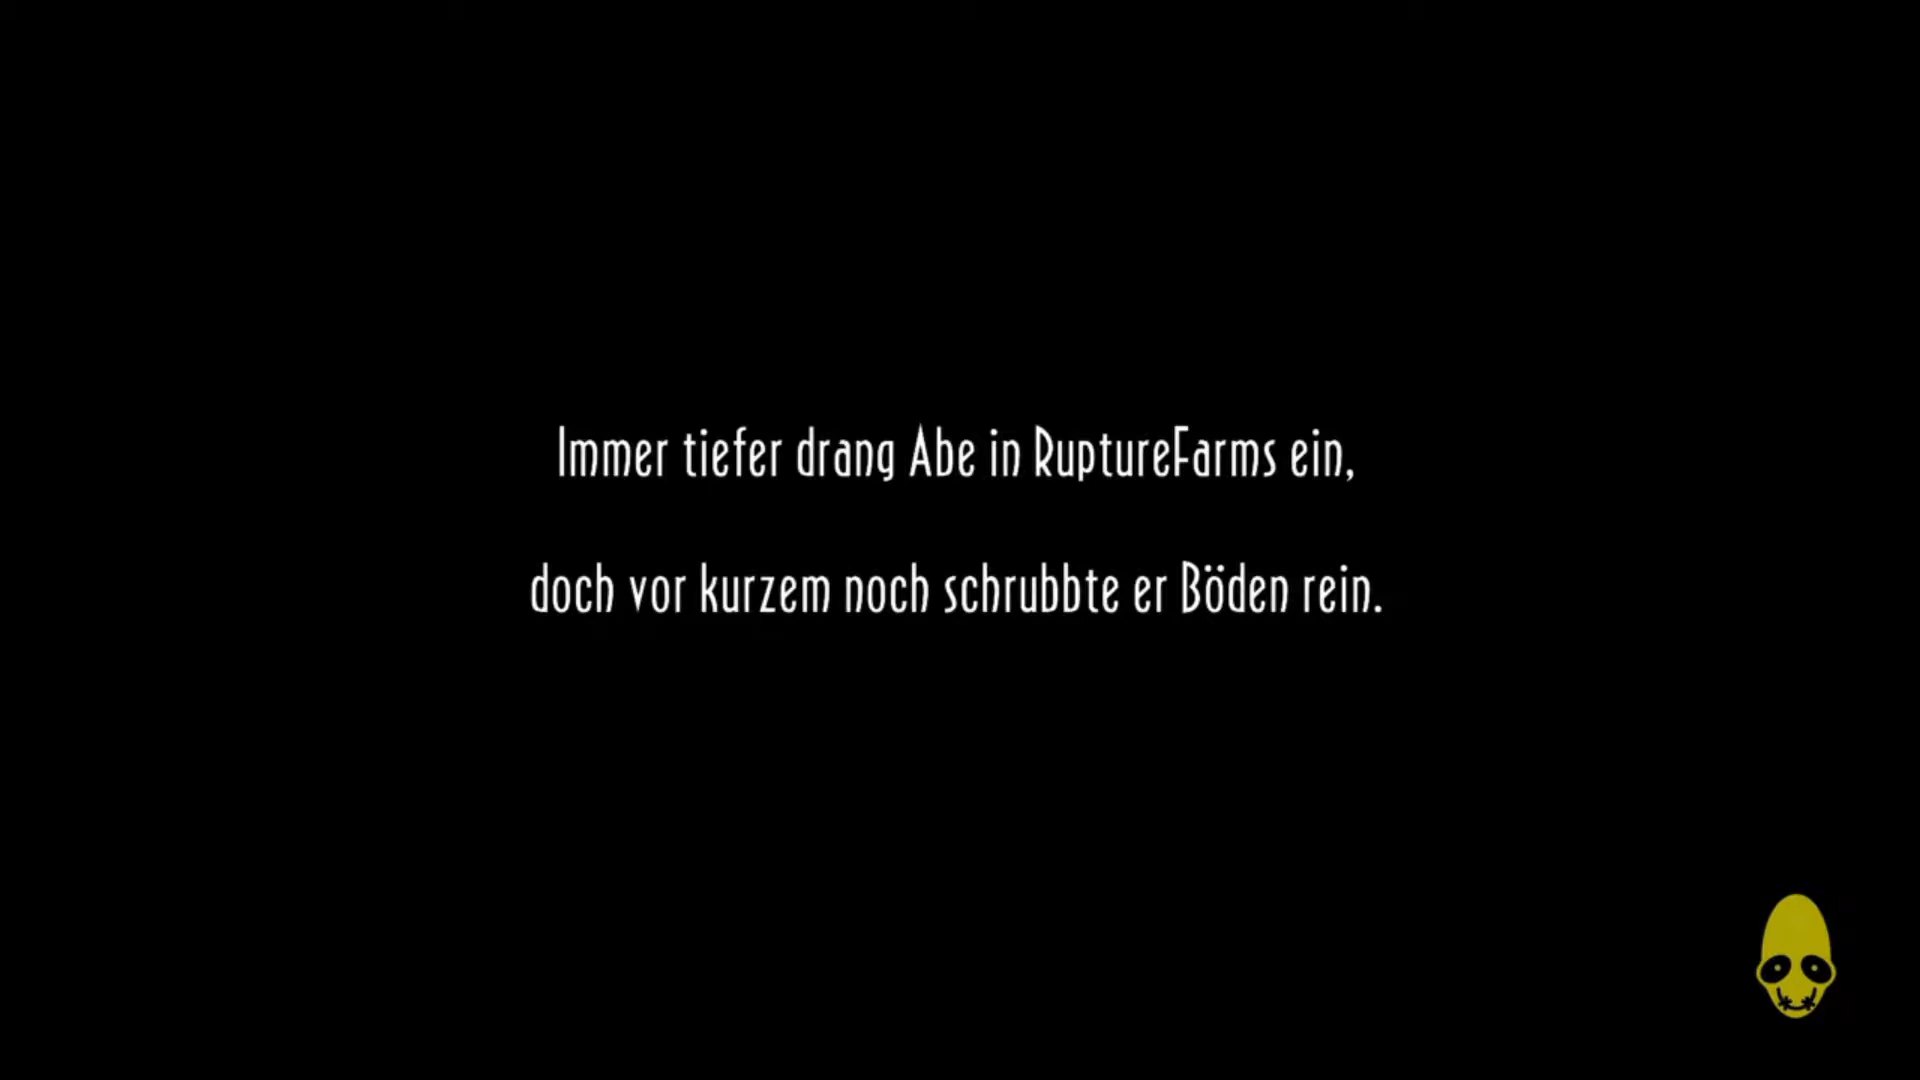 Immer tiefer drang Abe in RuptureFarms ein,
doch vor kurzem noch schrubbte er Böden rein.